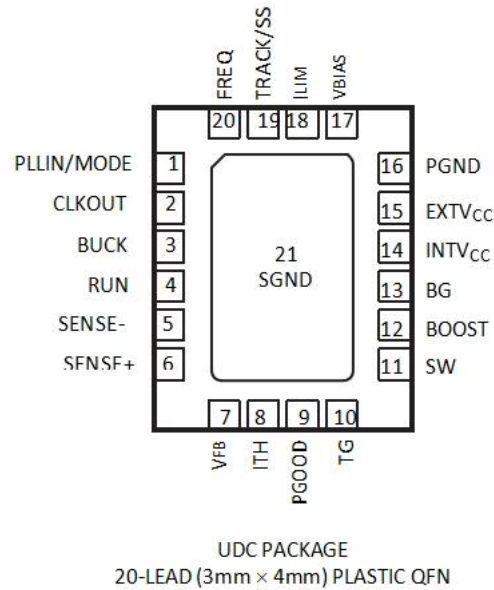 FREQ
TRACK/SS
ILIM
VBIAS
20 19 18 17
PLLIN/MODE 1
CLKOUT 2
BUCK 3
RUN 4
SENSE- 5
SENSE+ 6
21
SGND
16 PGND
15 EXTVCC
14 INTVCC
13 BG
12 BOOST
11 SW
7 8 9 10
VFB
ITH
PGOOD
TG
UDC PACKAGE
20-LEAD (3mm × 4mm) PLASTIC QFN